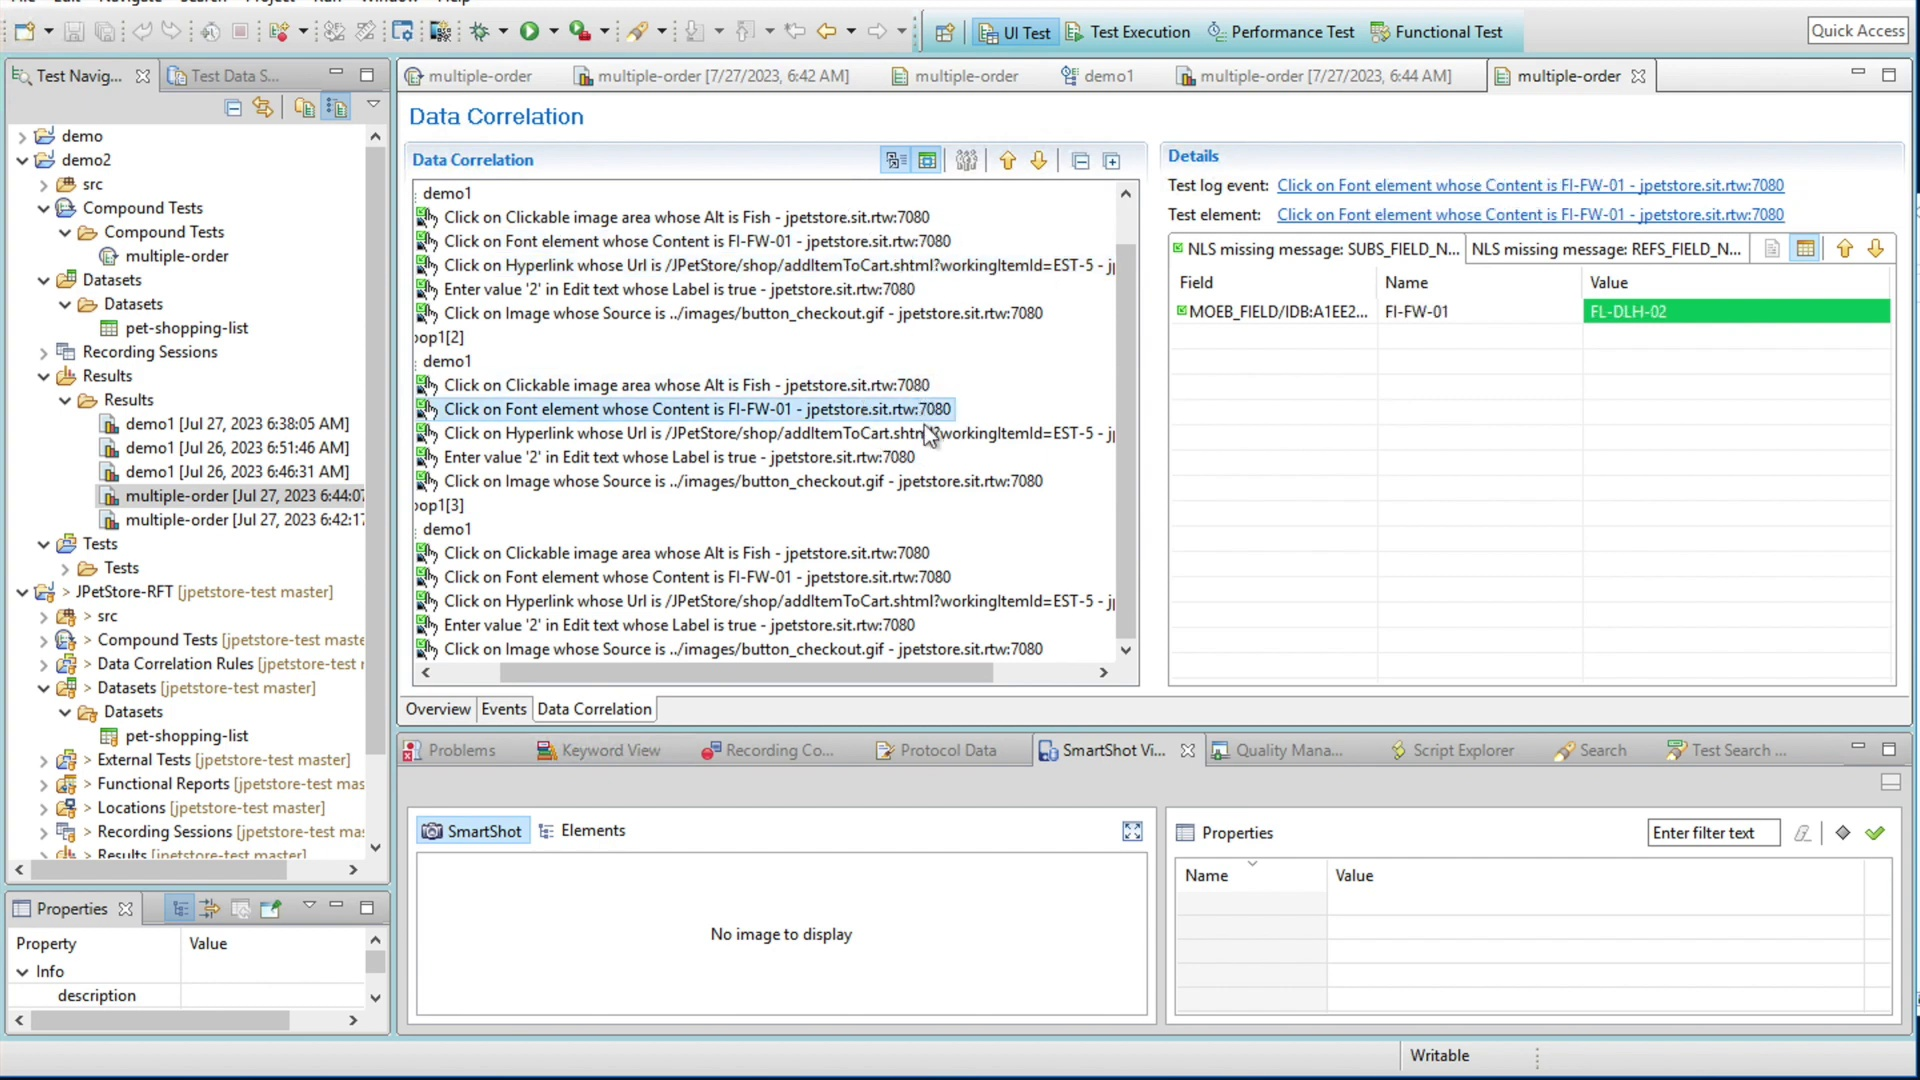 UI Test
Test Execution
Performance Test
Functional Test
Quick Access
Test Navig...
Test Data S...
multiple-order
multiple-order [7/27/2023, 6:42 AM]
multiple-order
demo1
multiple-order [7/27/2023, 6:44 AM]
multiple-order
demo
demo2
src
Compound Tests
Compound Tests
multiple-order
Datasets
Datasets
pet-shopping-list
Recording Sessions
Results
Results
demo1 [Jul 27, 2023 6:38:05 AM]
demo1 [Jul 26, 2023 6:51:46 AM]
demo1 [Jul 26, 2023 6:46:31 AM]
multiple-order [Jul 27, 2023 6:44:07
multiple-order [Jul 27, 2023 6:42:17
Tests
Tests
> JPetStore-RFT [jpetstore-test master]
> src
> Compound Tests [jpetstore-test maste
> Data Correlation Rules [jpetstore-test r
> Datasets [jpetstore-test master]
Datasets
pet-shopping-list
> External Tests [jpetstore-test master]
> Functional Reports [jpetstore-test mas
> Locations [jpetstore-test master]
> Recording Sessions [jpetstore-test mas
> Results [jpetstore-test master]
Properties
Property Value
Info
description
Data Correlation
Data Correlation
demo1
Click on Clickable image area whose Alt is Fish - jpetstore.sit.rtw:7080
Click on Font element whose Content is FI-FW-01 - jpetstore.sit.rtw:7080
Click on Hyperlink whose Url is /JPetStore/shop/addItemToCart.shtml?workingItemId=EST-5 - j
Enter value '2' in Edit text whose Label is true - jpetstore.sit.rtw:7080
Click on Image whose Source is ../images/button_checkout.gif - jpetstore.sit.rtw:7080
oop1[2]
demo1
Click on Clickable image area whose Alt is Fish - jpetstore.sit.rtw:7080
Click on Font element whose Content is FI-FW-01 - jpetstore.sit.rtw:7080
Click on Hyperlink whose Url is /JPetStore/shop/addItemToCart.shtml?workingItemId=EST-5 - j
Enter value '2' in Edit text whose Label is true - jpetstore.sit.rtw:7080
Click on Image whose Source is ../images/button_checkout.gif - jpetstore.sit.rtw:7080
oop1[3]
demo1
Click on Clickable image area whose Alt is Fish - jpetstore.sit.rtw:7080
Click on Font element whose Content is FI-FW-01 - jpetstore.sit.rtw:7080
Click on Hyperlink whose Url is /JPetStore/shop/addItemToCart.shtml?workingItemId=EST-5 - j
Enter value '2' in Edit text whose Label is true - jpetstore.sit.rtw:7080
Click on Image whose Source is ../images/button_checkout.gif - jpetstore.sit.rtw:7080
Overview
Events
Data Correlation
Details
Test log event: Click on Font element whose Content is FI-FW-01 - jpetstore.sit.rtw:7080
Test element: Click on Font element whose Content is FI-FW-01 - jpetstore.sit.rtw:7080
NLS missing message: SUBS_FIELD_N...
NLS missing message: REFS_FIELD_N...
Field Name Value
MOEB_FIELD/IDB:A1EE2... FI-FW-01 FL-DLH-02
Problems
Keyword View
Recording Co...
Protocol Data
SmartShot Vi...
Quality Mana...
Script Explorer
Search
Test Search ...
SmartShot
Elements
No image to display
Properties
Enter filter text
Name Value
Writable